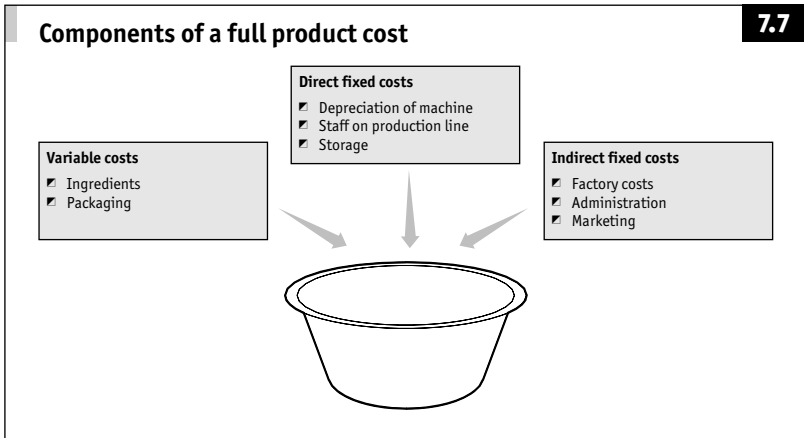 Components of a full product cost
7.7
Direct fixed costs
Depreciation of machine
Staff on production line
Storage
Variable costs
Ingredients
Packaging
Indirect fixed costs
Factory costs
Administration
Marketing